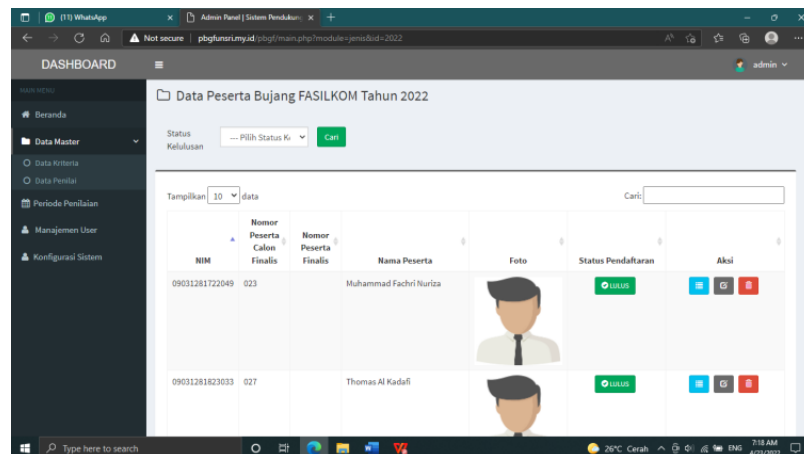 (11) WhatsApp
Admin Panel | Sistem Pendukung
Not secure | pbgfunsri.my.id/pbgf/main.php?module=jenis&id=2022
DASHBOARD
admin
MAIN MENU
Data Peserta Bujang FASILKOM Tahun 2022
Beranda
Data Master
Data Kriteria
Data Penilai
Periode Penilaian
Manajemen User
Konfigurasi Sistem
Status Kelulusan
--- Pilih Status Ke
Cari
Tampilkan 10 data
Cari:
NIM
Nomor Peserta Calon Finalis
Nomor Peserta Finalis
Nama Peserta
Foto
Status Pendaftaran
Aksi
09031281722049 023 Muhammad Fachri Nuriza LULUS
09031281823033 027 Thomas Al Kadafi LULUS
Type here to search
26°C Cerah
ENG
7:18 AM
4/23/2022